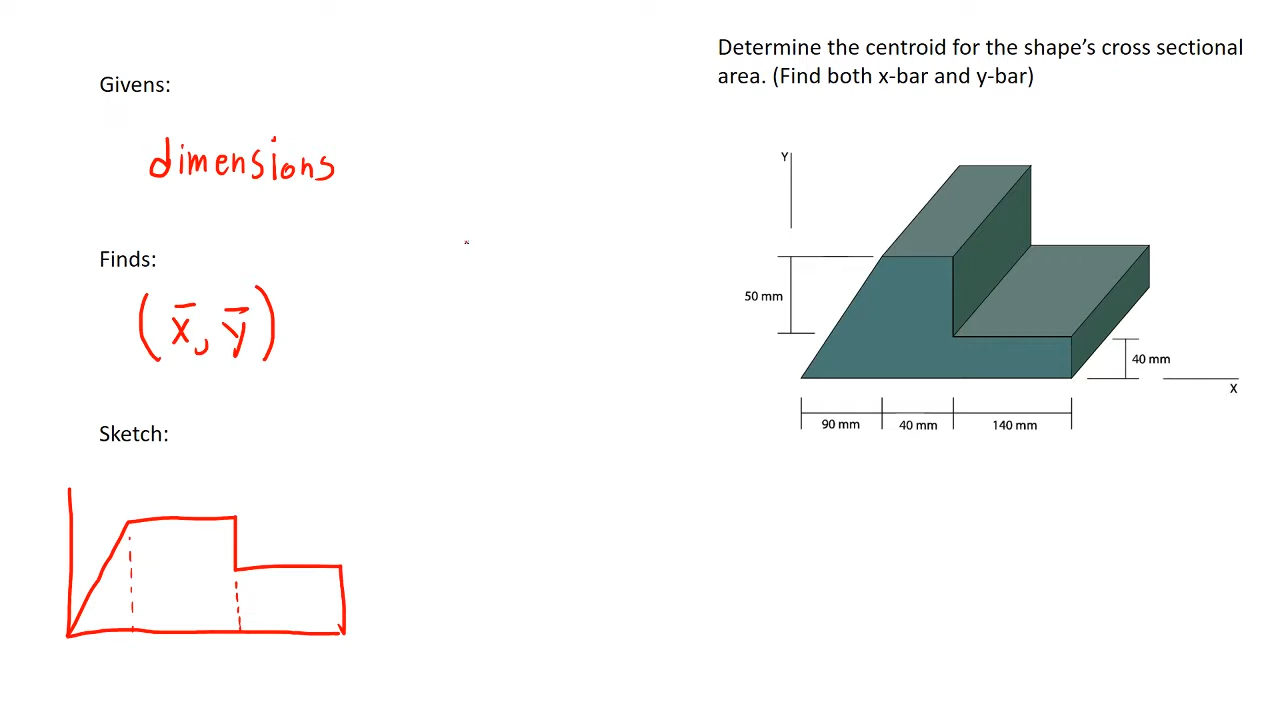 Determine the centroid for the shape’s cross sectional
area. (Find both x-bar and y-bar)
Givens:
dimensions
Finds:
(x̄, ȳ)
Sketch:
Y
50 mm
40 mm
X
90 mm
40 mm
140 mm